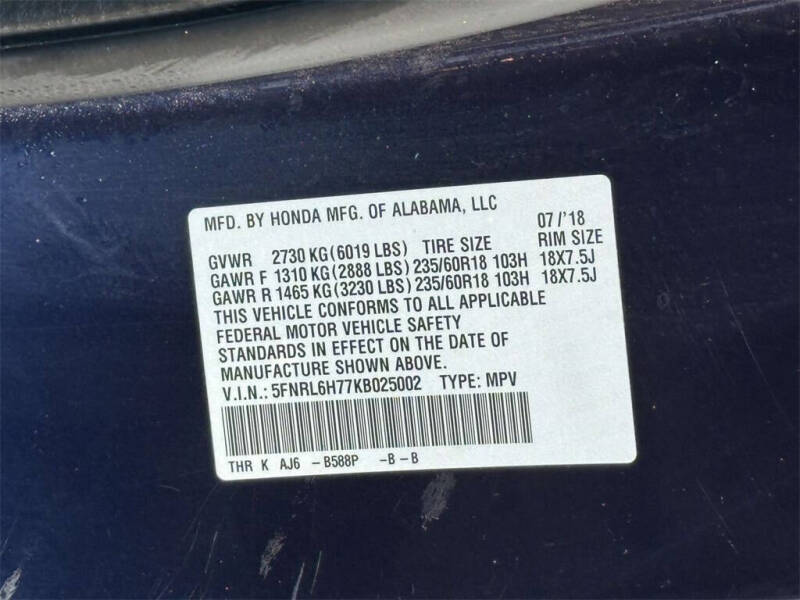 MFD. BY HONDA MFG. OF ALABAMA, LLC 07/'18
GVWR 2730 KG(6019 LBS) TIRE SIZE RIM SIZE
GAWR F 1310 KG(2888 LBS) 235/60R18 103H 18X7.5J
GAWR R 1465 KG(3230 LBS) 235/60R18 103H 18X7.5J
THIS VEHICLE CONFORMS TO ALL APPLICABLE
FEDERAL MOTOR VEHICLE SAFETY
STANDARDS IN EFFECT ON THE DATE OF
MANUFACTURE SHOWN ABOVE.
V.I.N.: 5FNRL6H77KB025002 TYPE: MPV
THR K AJ6 -B588P -B-B